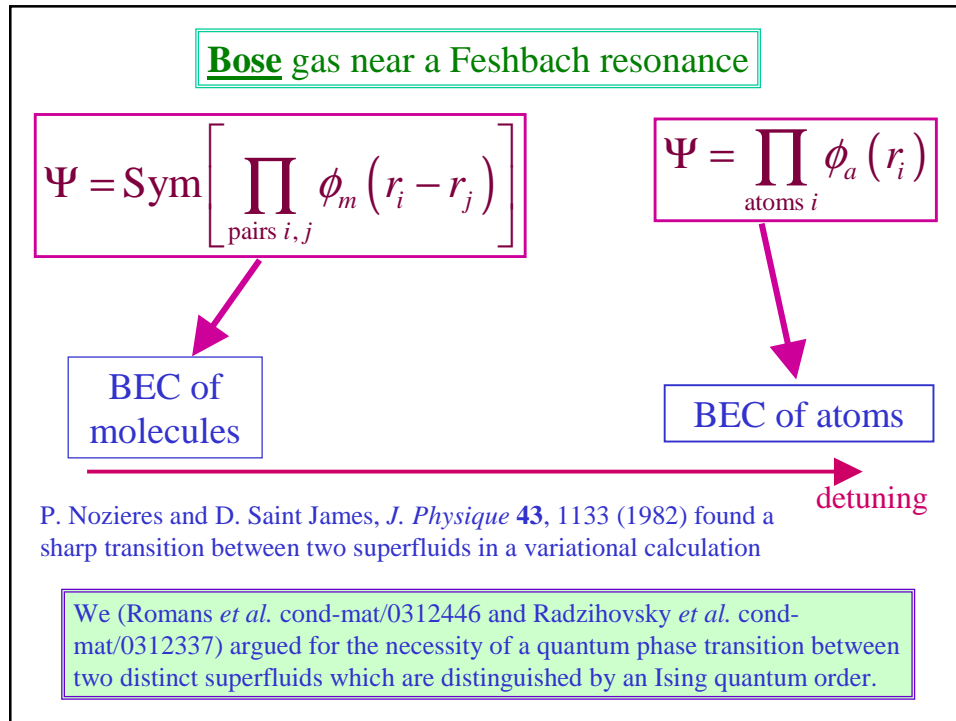 Bose gas near a Feshbach resonance
Ψ = Sym[∏ ϕ_m (r_i − r_j)]
pairs i, j
Ψ = ∏ ϕ_a (r_i)
atoms i
BEC of
molecules
BEC of atoms
detuning
P. Nozieres and D. Saint James, J. Physique 43, 1133 (1982) found a
sharp transition between two superfluids in a variational calculation
We (Romans et al. cond-mat/0312446 and Radzihovsky et al. cond-
mat/0312337) argued for the necessity of a quantum phase transition between
two distinct superfluids which are distinguished by an Ising quantum order.